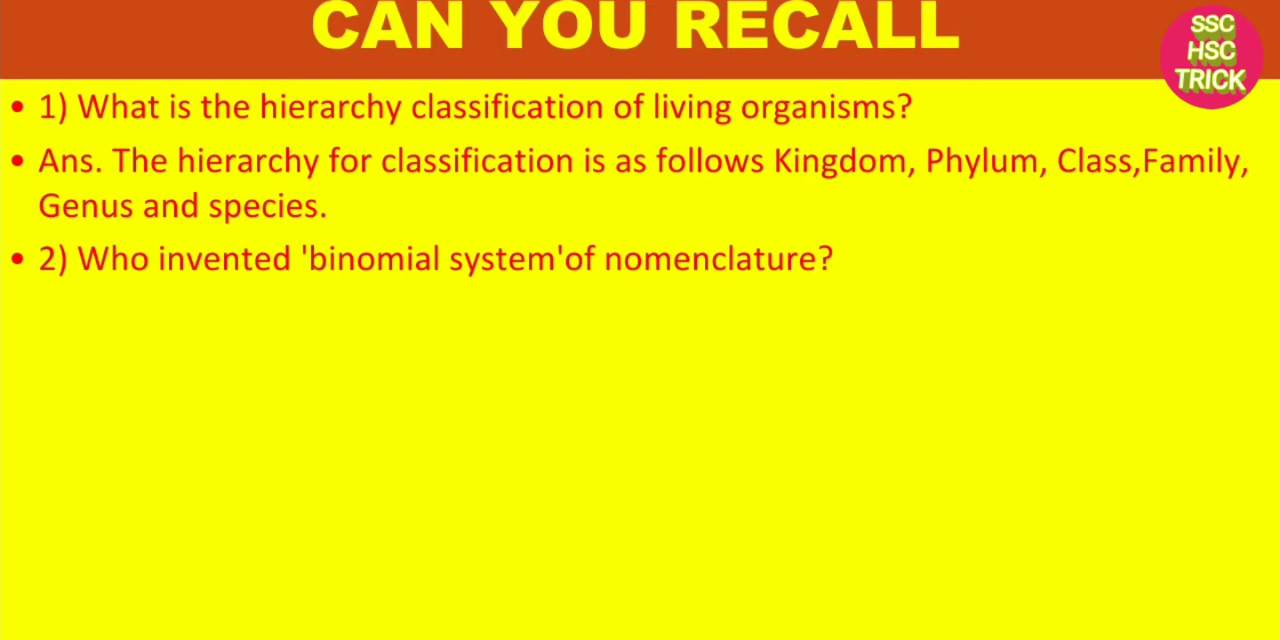 CAN YOU RECALL
SSC
HSC
TRICK
• 1) What is the hierarchy classification of living organisms?
• Ans. The hierarchy for classification is as follows Kingdom, Phylum, Class,Family,
Genus and species.
• 2) Who invented 'binomial system'of nomenclature?